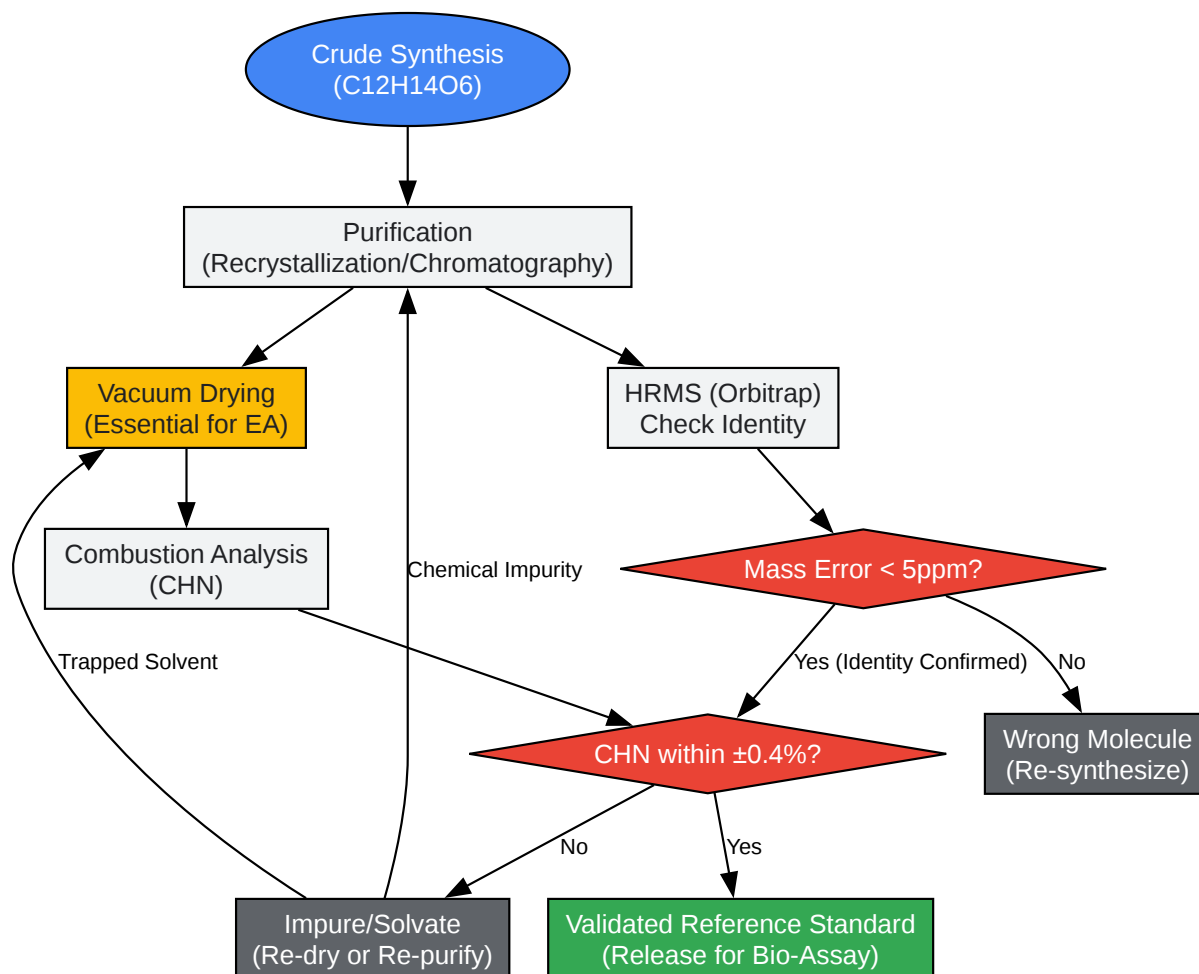 Crude Synthesis
(C12H14O6)
Purification
(Recrystallization/Chromatography)
Vacuum Drying
(Essential for EA)
HRMS (Orbitrap)
Check Identity
Combustion Analysis
(CHN)
Chemical Impurity
Mass Error < 5ppm?
Trapped Solvent
Yes (Identity Confirmed)
No
CHN within ±0.4%?
Wrong Molecule
(Re-synthesize)
No
Yes
Impure/Solvate
(Re-dry or Re-purify)
Validated Reference Standard
(Release for Bio-Assay)